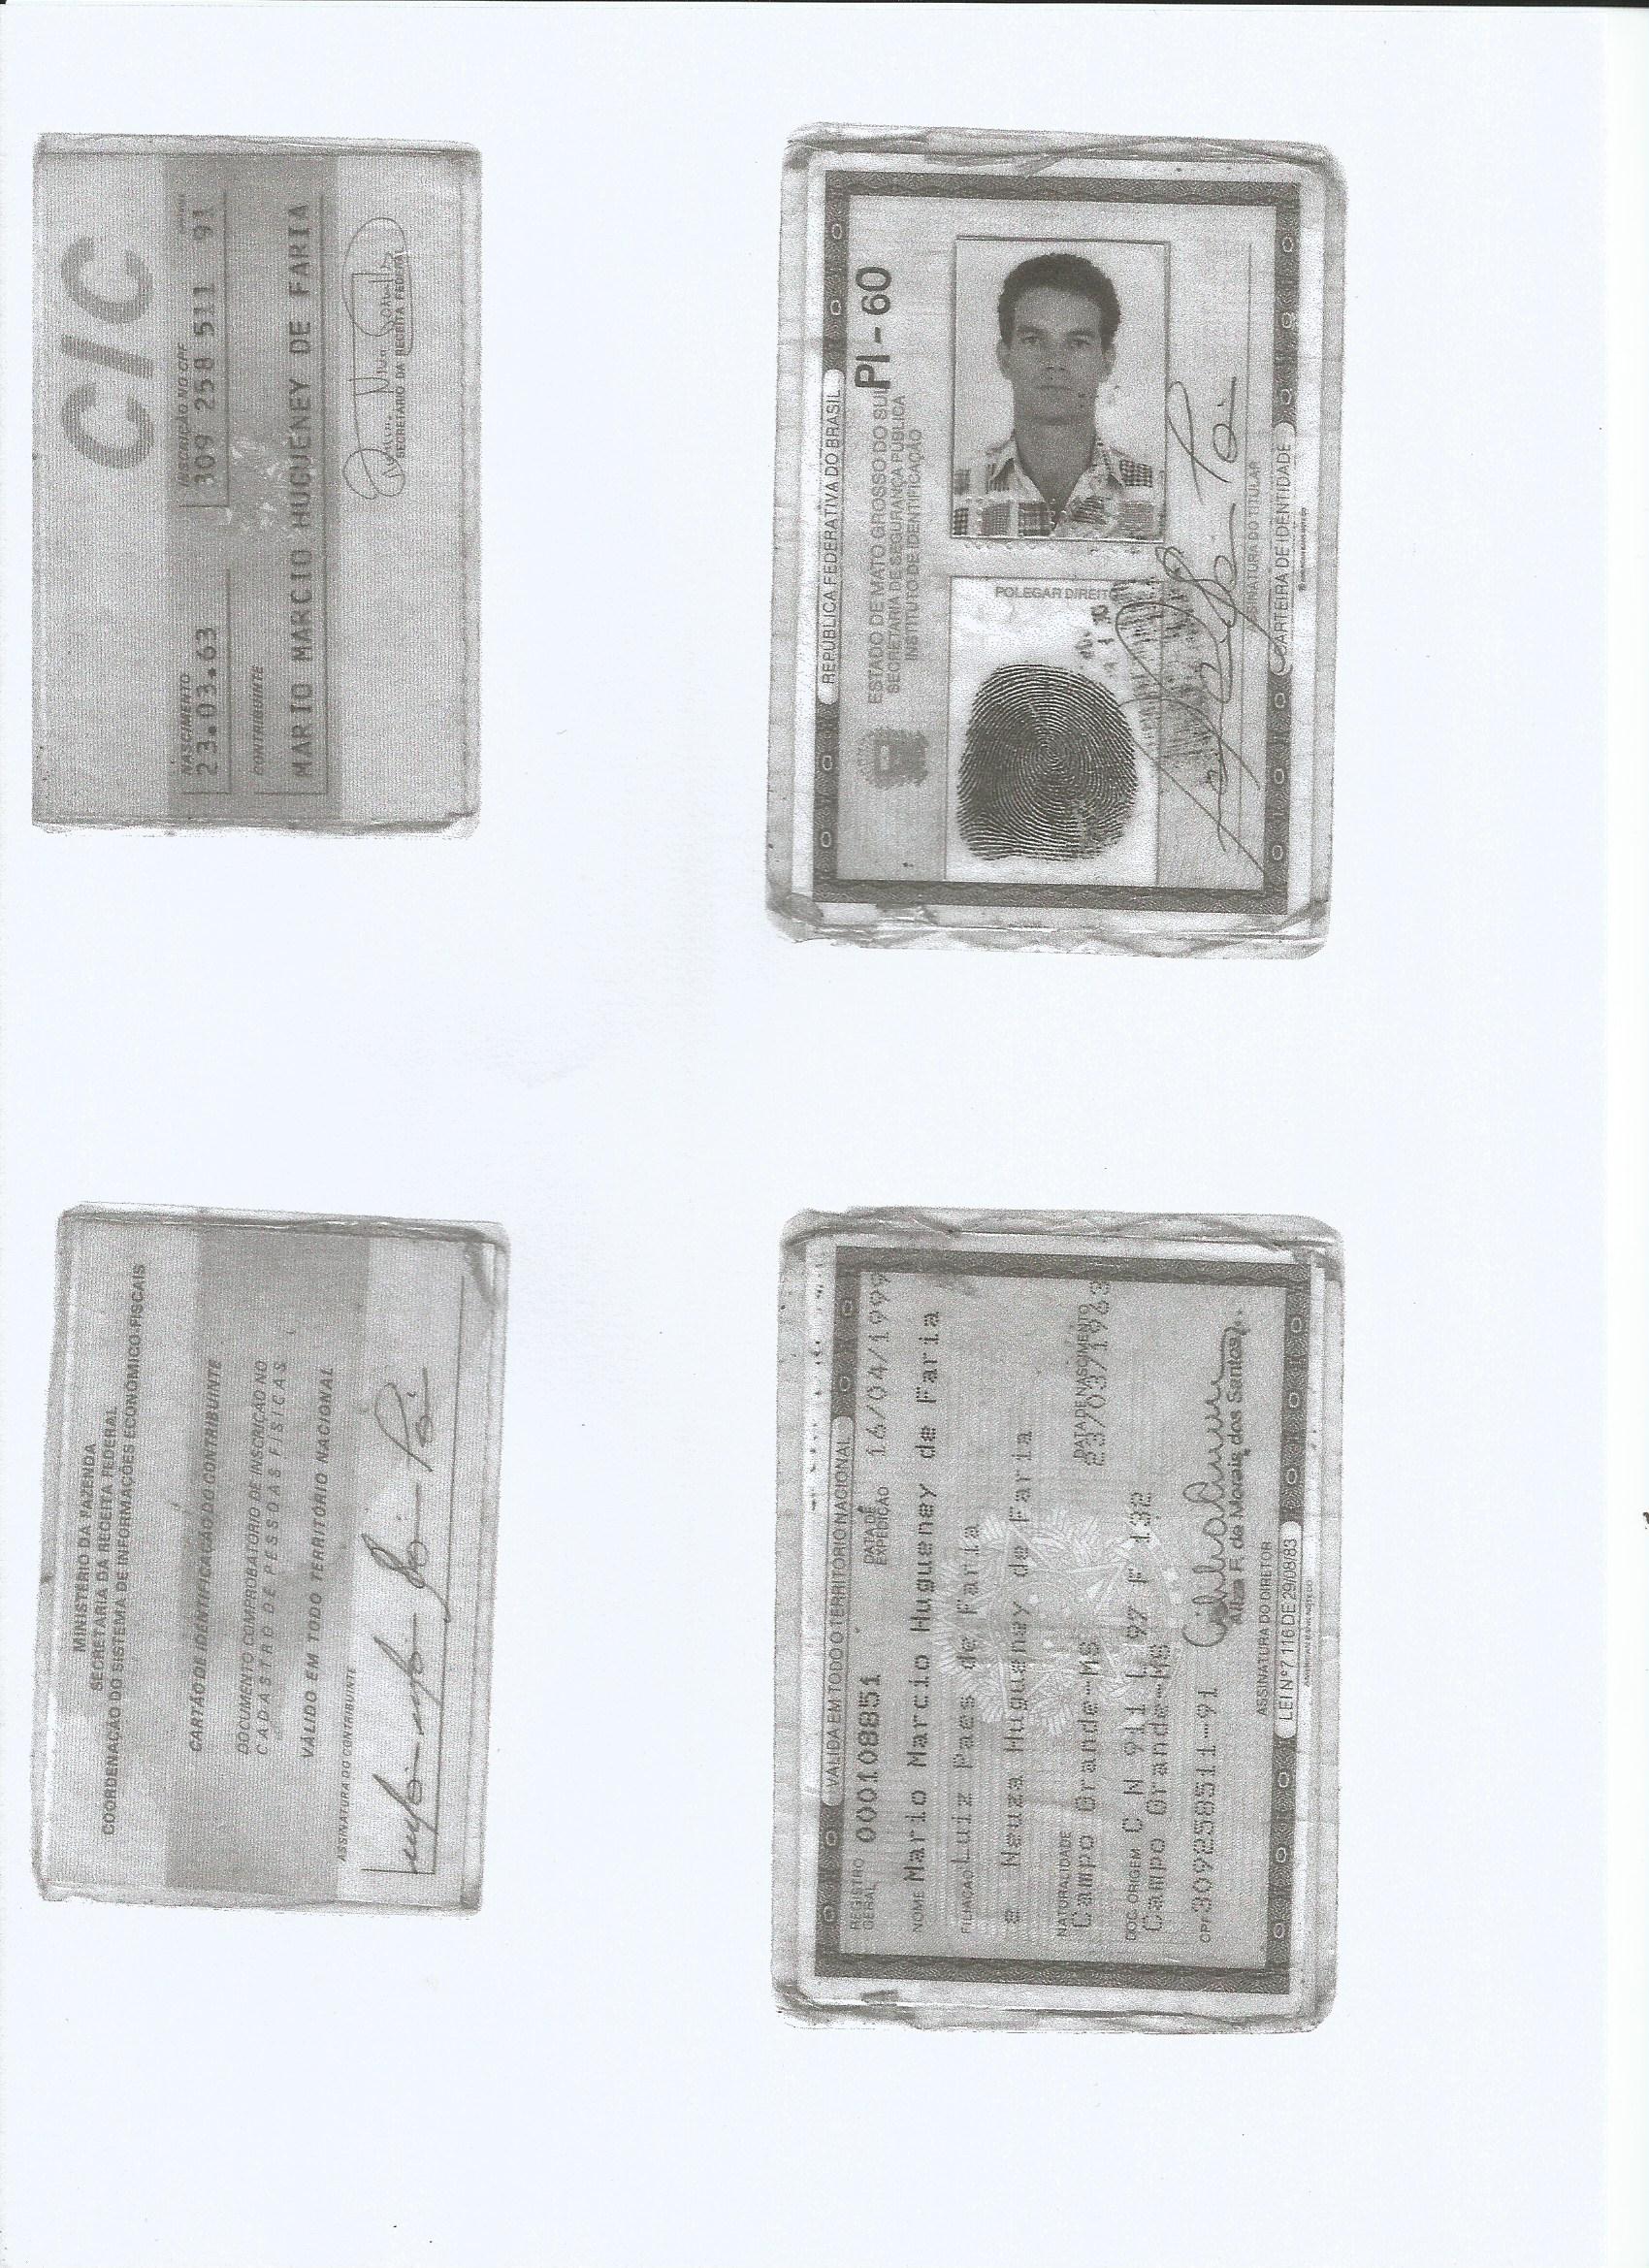 CIC
NASCIMENTO
23.03.63
INSCRIÇÃO NO CPF
309 258 511 91
CONTRIBUINTE
MARIO MARCIO HUGUENEY DE FARIA
SECRETÁRIO DA RECEITA FEDERAL
REPÚBLICA FEDERATIVA DO BRASIL
ESTADO DE MATO GROSSO DO SUL
PI-60
SECRETARIA DE SEGURANÇA PÚBLICA
INSTITUTO DE IDENTIFICAÇÃO
POLEGAR DIREITO
ASSINATURA DO TITULAR
CARTEIRA DE IDENTIDADE
MINISTÉRIO DA FAZENDA
SECRETARIA DA RECEITA FEDERAL
COORDENAÇÃO DO SISTEMA DE INFORMAÇÕES ECONÔMICO-FISCAIS
CARTÃO DE IDENTIFICAÇÃO DO CONTRIBUINTE
DOCUMENTO COMPROBATÓRIO DE INSCRIÇÃO NO
CADASTRO DE PESSOAS FÍSICAS
VÁLIDO EM TODO TERRITÓRIO NACIONAL
ASSINATURA DO CONTRIBUINTE
VÁLIDA EM TODO O TERRITÓRIO NACIONAL
REGISTRO GERAL 000108851 DATA DE EXPEDIÇÃO 16/04/1999
NOME Mario Marcio Hugueney de Faria
FILIAÇÃO Luiz Paes de Faria
e Neuza Hugueney de Faria
NATURALIDADE DATA DE NASCIMENTO
Campo Grande-MS 23/03/1963
DOC. ORIGEM C N 911 L 97 F 132
Campo Grande-MS
CPF 309258511-91
Ailza F. de Morais dos Santos
ASSINATURA DO DIRETOR
LEI Nº 7.116 DE 29/08/83